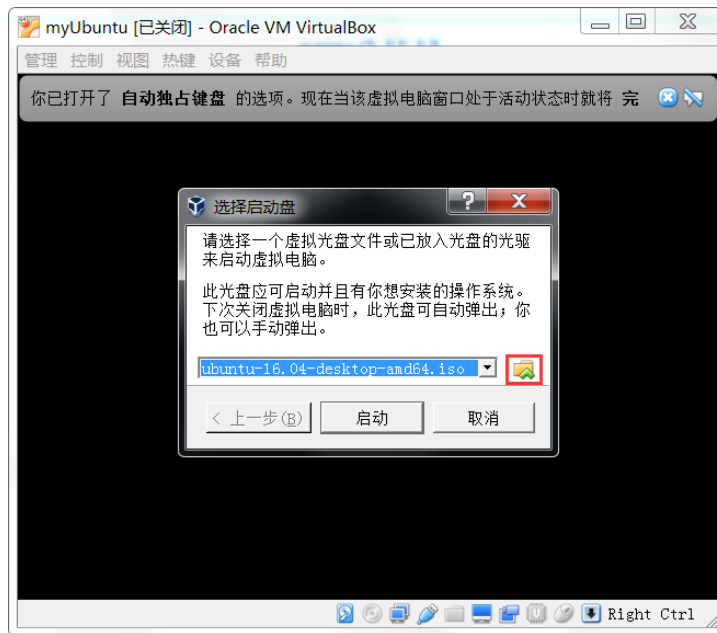 myUbuntu [已关闭] - Oracle VM VirtualBox
管理 控制 视图 热键 设备 帮助
你已打开了 自动独占键盘 的选项。现在当该虚拟电脑窗口处于活动状态时就将 完
选择启动盘
请选择一个虚拟光盘文件或已放入光盘的光驱
来启动虚拟电脑。
此光盘应可启动并且有你想安装的操作系统。
下次关闭虚拟电脑时，此光盘可自动弹出；你
也可以手动弹出。
ubuntu-16.04-desktop-amd64.iso
< 上一步(B) 启动 取消
Right Ctrl